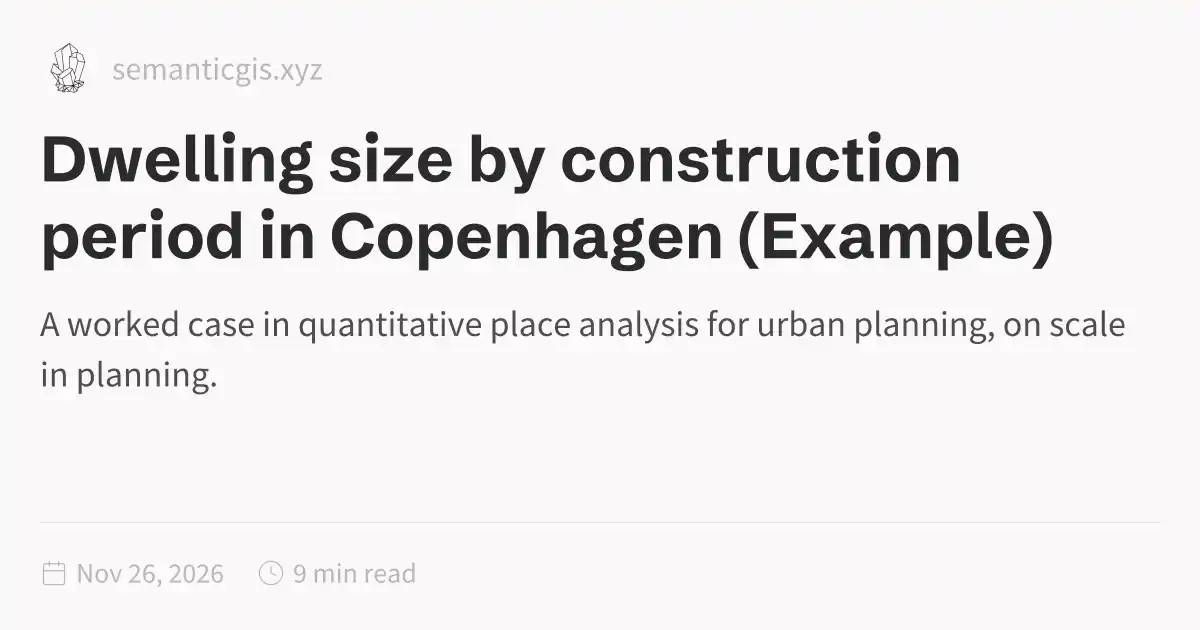 semanticgis.xyz
Dwelling size by construction
period in Copenhagen (Example)
A worked case in quantitative place analysis for urban planning, on scale
in planning.
Nov 26, 2026 9 min read